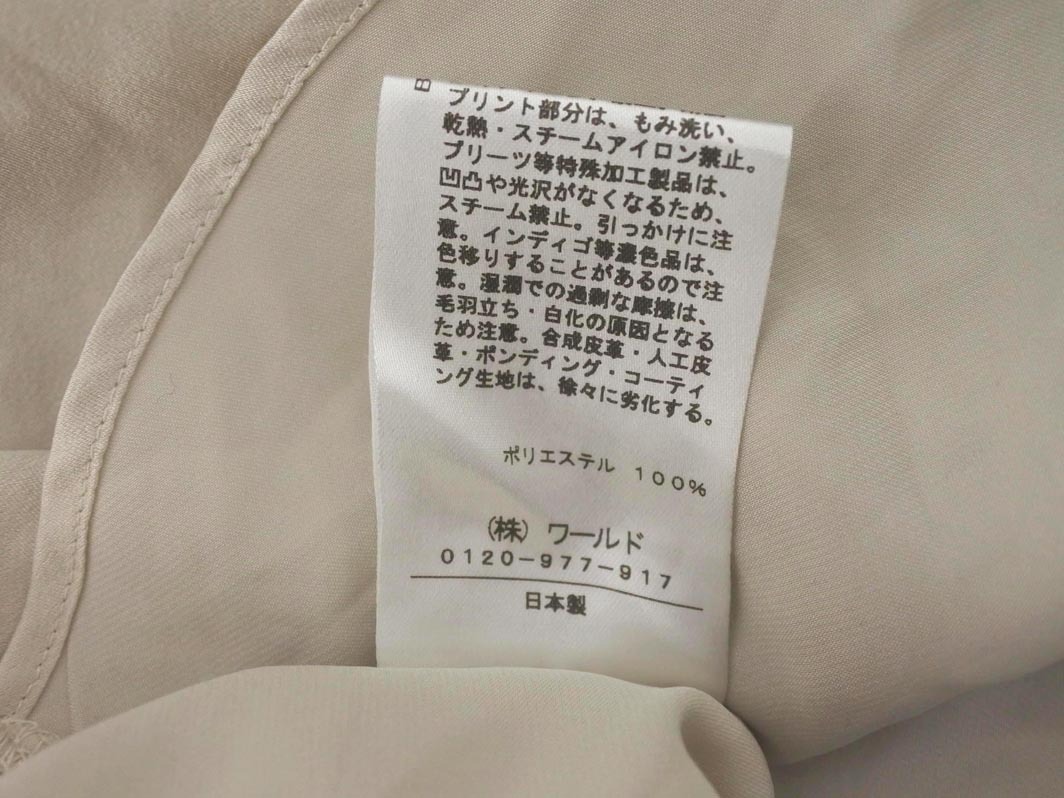 プリント部分は、もみ洗い、
乾熱・スチームアイロン禁止。
プリーツ等特殊加工製品は、
凹凸や光沢がなくなるため、
スチーム禁止。引っかけに注
意。インディゴ等濃色品は、
色移りすることがあるので注
意。湿潤での過剰な摩擦は、
毛羽立ち・白化の原因となる
ため注意。合成皮革・人工皮
革・ボンディング・コーティ
ング生地は、徐々に劣化する。
ポリエステル 100%
(株) ワールド
0120-977-917
日本製